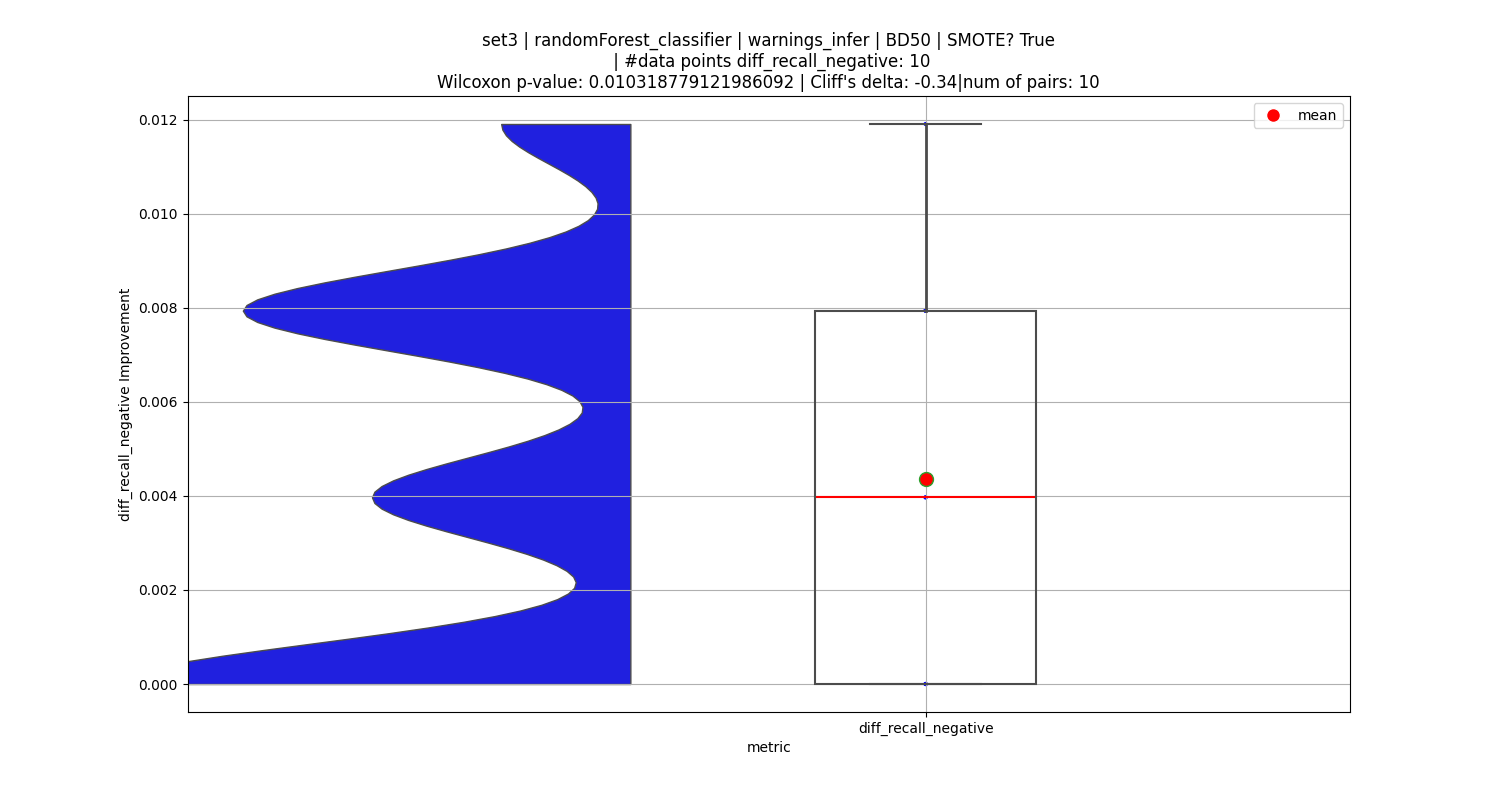 set3 | randomForest_classifier | warnings_infer | BD50 | SMOTE? True
| #data points diff_recall_negative: 10
Wilcoxon p-value: 0.010318779121986092 | Cliff's delta: -0.34|num of pairs: 10
mean
0.012
0.010
0.008
0.006
0.004
0.002
0.000
diff_recall_negative Improvement
diff_recall_negative
metric